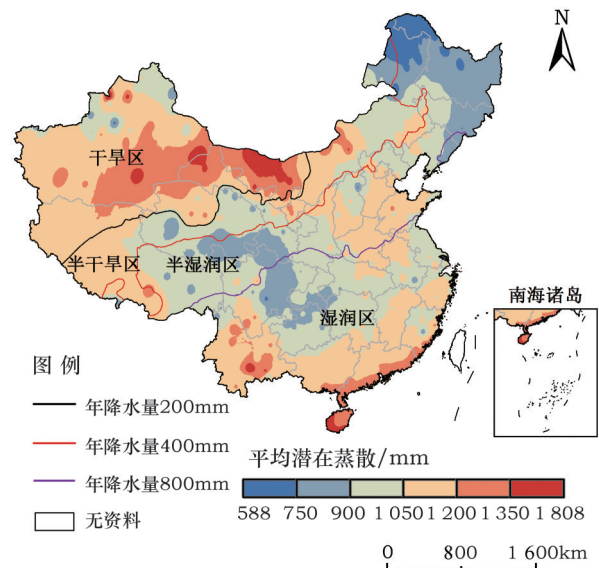 N
干旱区
半干旱区
半湿润区
湿润区
南海诸岛
图 例
年降水量200mm
年降水量400mm
年降水量800mm
无资料
平均潜在蒸散/mm
588 750 900 1 050 1 200 1 350 1 808
0 800 1 600km